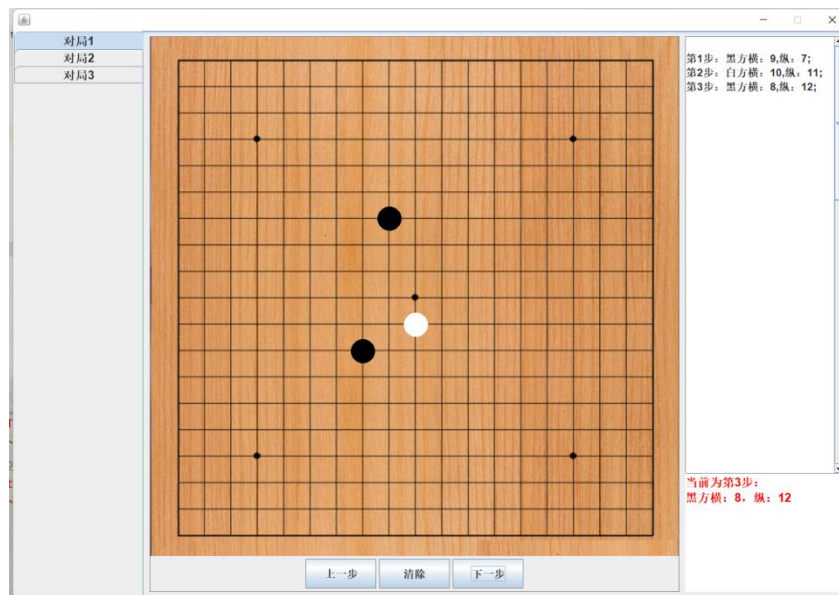 对局1
对局2
对局3
第1步：黑方横：9,纵：7;
第2步：白方横：10,纵：11;
第3步：黑方横：8,纵：12;
当前为第3步：
黑方横：8，纵：12
上一步
清除
下一步